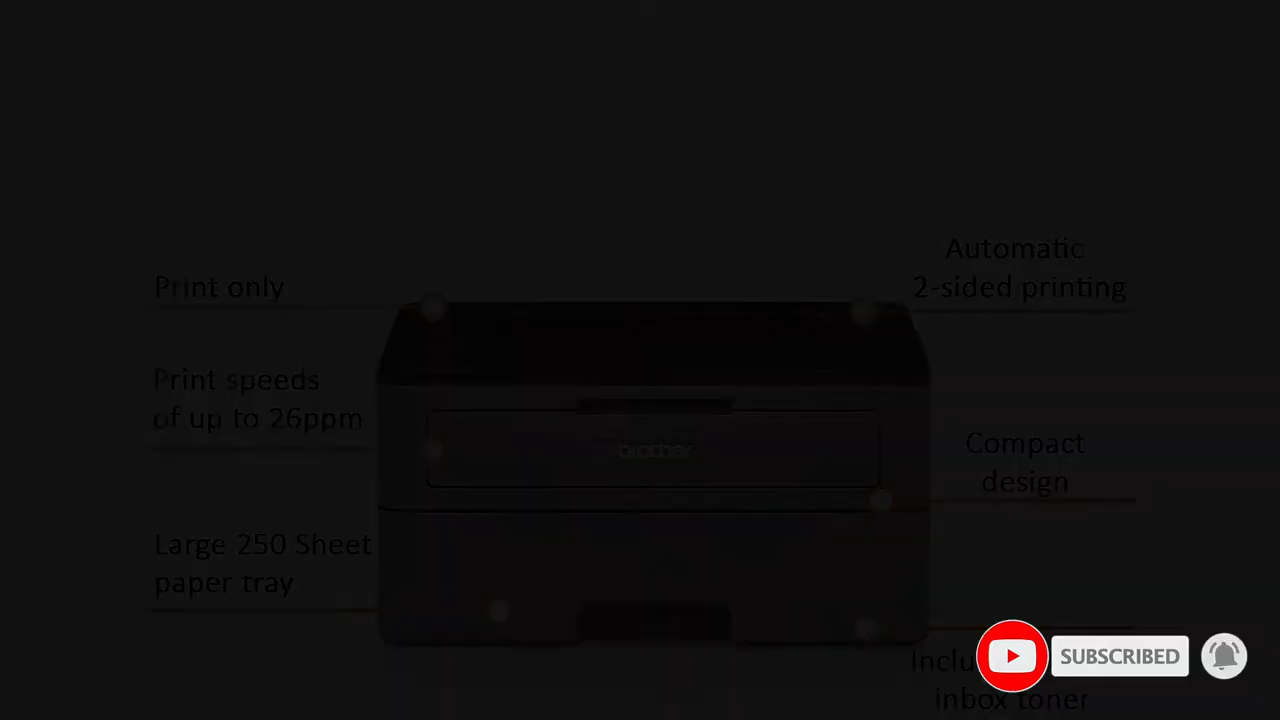 Automatic
2-sided printing
Print only
Print speeds
of up to 26ppm
brother
Compact
design
Large 250 Sheet
paper tray
SUBSCRIBED
inbox toner